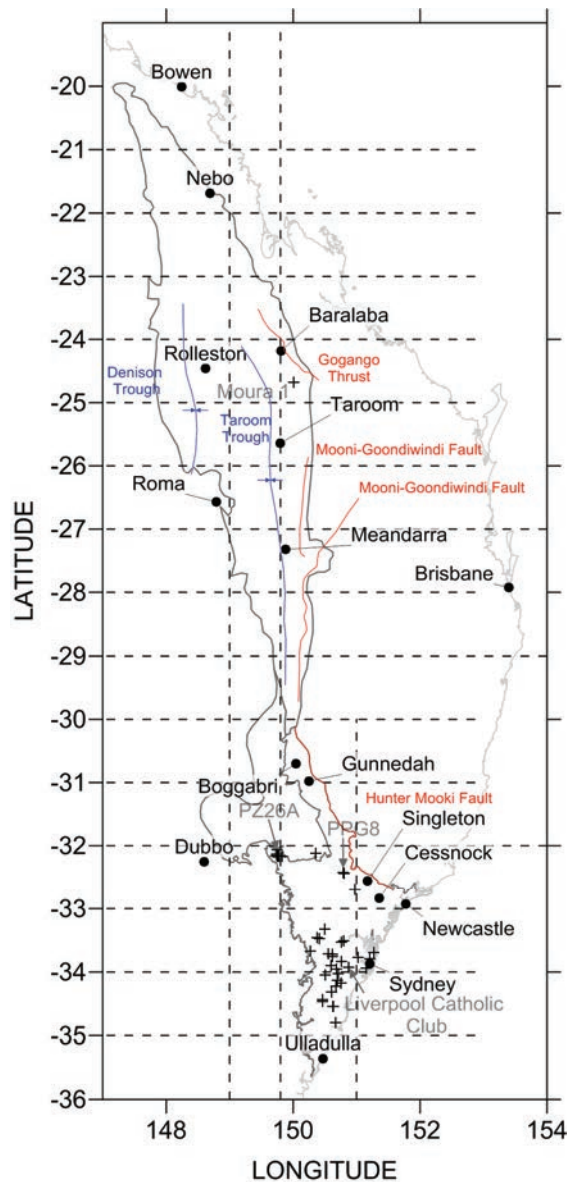 -20
Bowen
-21
Nebo
-22
-23
-24
Baralaba
Rolleston
Gogango
Thrust
Denison
Trough
Moura 1
-25
Taroom
Trough
Taroom
-26
Mooni-Goondiwindi Fault
Roma
Mooni-Goondiwindi Fault
-27
Meandarra
Brisbane
-28
LATITUDE
-29
-30
Gunnedah
-31
Boggabri
Hunter Mooki Fault
PZ26A
PPG8
Singleton
-32
Dubbo
Cessnock
-33
Newcastle
-34
Sydney
Liverpool Catholic
Club
-35
Ulladulla
-36
148
150
152
154
LONGITUDE